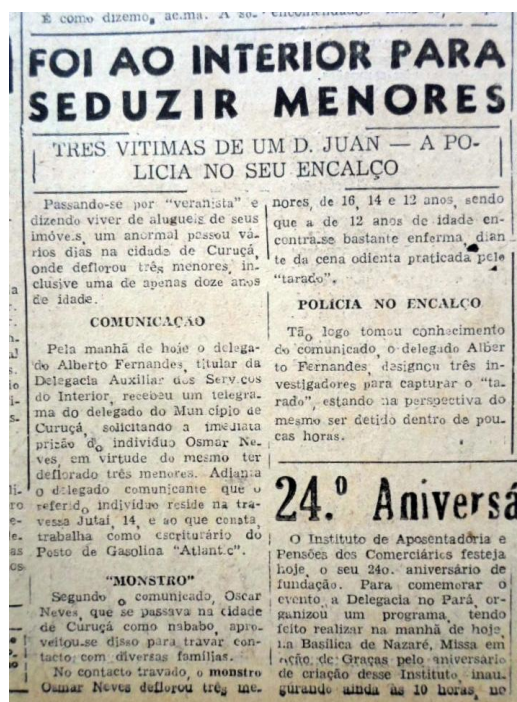 E como dizemo, ac.ma. A so.
FOI AO INTERIOR PARA
SEDUZIR MENORES
TRES VITIMAS DE UM D. JUAN — A PO-
LICIA NO SEU ENCALÇO
Passando-se por "veranista" e
dizendo viver de alugueis de seus
imóve.s, um anormal passou vá-
rios dias na cidade de Curuçá,
onde deflorou três menores, in-
clusive uma de apenas doze anos
de idade.
COMUNICAÇÃO
Pela manhã de hoje o delega-
do Alberto Fernandes, titular da
Delegacia Auxiliar dos Serv.cos
do Interior, recebeu um telegra-
ma do delegado do Mun cipio de
Curuçá, solicitando a imediata
prizão do individuo Osmar Ne-
ves, em virtude do mesmo ter
deflorado três menores. Adianta
o delegado comunicante que o
referido individuo reside na tra-
vessa Jutaí, 14, e ao que consta,
trabalha como escriturário do
Posto de Gasolina "Atlant.c".
"MONSTRO"
Segundo o comunicado, Oscar
Neves, que se passava na cidade
de Curuçá como nababo, apro-
veitou-se disso para travar con-
tacto com diversas familias.
No contacto travado, o monstro
Osmar Neves deflorou três me-
nores, de 16, 14 e 12 anos, sendo
que a de 12 anos de idade en-
contra-se bastante enferma, dian
te da cena odienta praticada pelo
"tarado".
POLÍCIA NO ENCALÇO
Tão logo tomou conhecimento
do comunicado, o delegado Alber
to Fernandes, designou três in-
vestigadores para capturar o "ta-
rado", estando na perspectiva do
mesmo ser detido dentro de pou-
cas horas.
24.º Aniversá
O Instituto de Aposentadoria e
Pensões dos Comerciários festeja
hoje, o seu 24o. aniversário de
fundação. Para comemorar o
evento a Delegacia no Pará, or-
ganizou um programa, tendo
feito realizar na manhã de hoje,
na Basílica de Nazaré, Missa em
ação de Graças pelo aniversário
de criação desse Instituto, inau-
gurando ainda às 10 horas, no